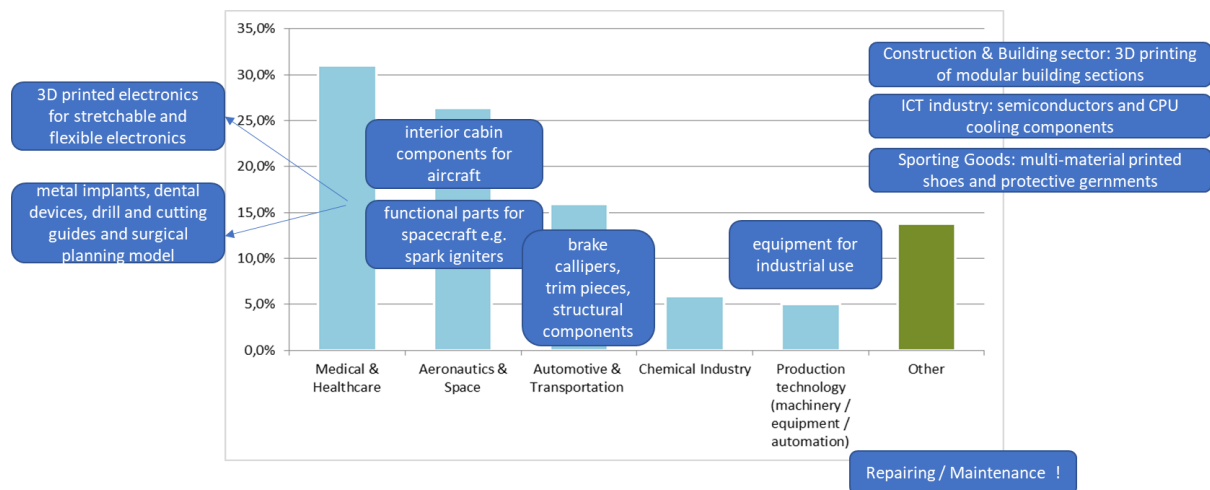 35,0%
30,0%
25,0%
20,0%
15,0%
10,0%
5,0%
0,0%
3D printed electronics
for stretchable and
flexible electronics
metal implants, dental
devices, drill and cutting
guides and surgical
planning model
interior cabin
components for
aircraft
functional parts for
spacecraft e.g.
spark igniters
brake
callipers,
trim pieces,
structural
components
equipment for
industrial use
Construction & Building sector: 3D printing
of modular building sections
ICT industry: semiconductors and CPU
cooling components
Sporting Goods: multi-material printed
shoes and protective gernments
Medical &
Healthcare
Aeronautics &
Space
Automotive &
Transportation
Chemical Industry
Production
technology
(machinery /
equipment /
automation)
Other
Repairing / Maintenance !